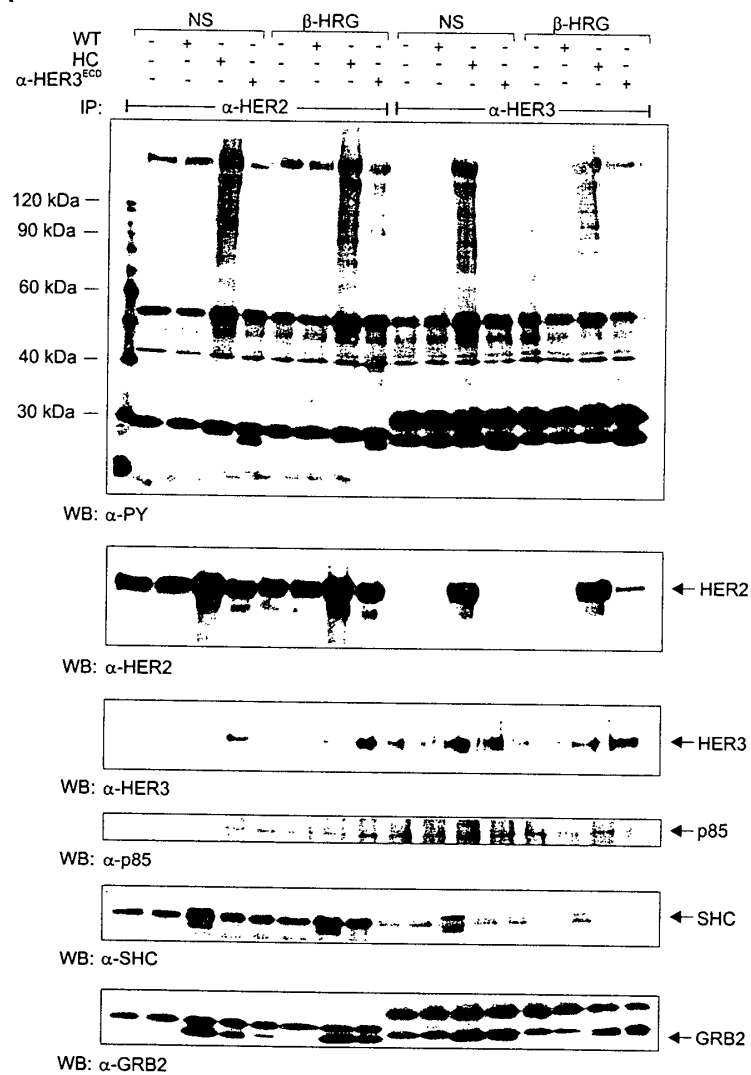 NS β-HRG NS β-HRG
WT - + - - - + - - - + - - - + - -
HC - - + - - - + - - - + - - - + -
α-HER3ECD - - - + - - - + - - - + - - - +
IP: α-HER2 α-HER3
120 kDa
90 kDa
60 kDa
40 kDa
30 kDa
WB: α-PY
HER2
WB: α-HER2
HER3
WB: α-HER3
p85
WB: α-p85
SHC
WB: α-SHC
GRB2
WB: α-GRB2